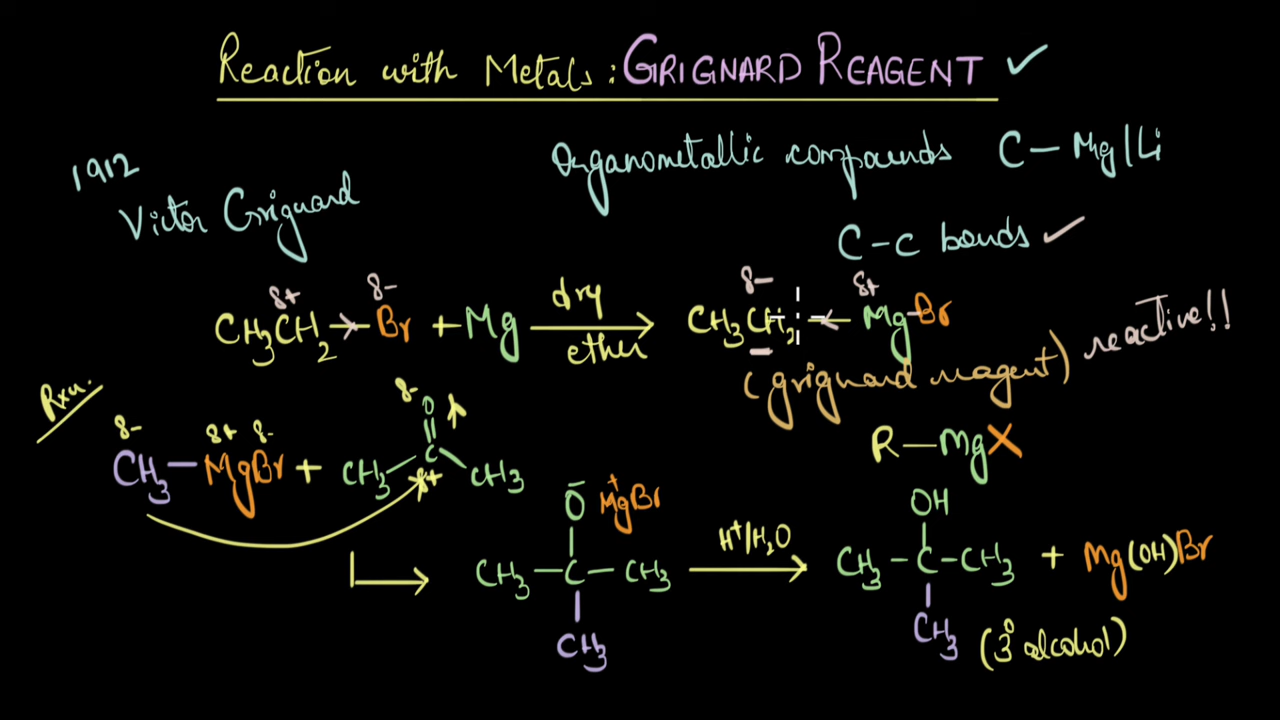 Reaction with Metals: GRIGNARD REAGENT ✓
1912
Victor Grignard
Organometallic compounds C – Mg/Li
C–C bonds ✓
CH3CH2 → Br + Mg dry ether → CH3CH2 ← MgBr
δ+ δ- δ- δ+
(grignard reagent) reactive!!
R – MgX
Rxn.
δ- δ+ δ- δ-
O
CH3 – MgBr + CH3 C CH3
δ+
Ō M+gBr
CH3 – C – CH3
CH3
H+/H2O
OH
CH3 – C – CH3 + Mg(OH)Br
CH3 (3° alcohol)